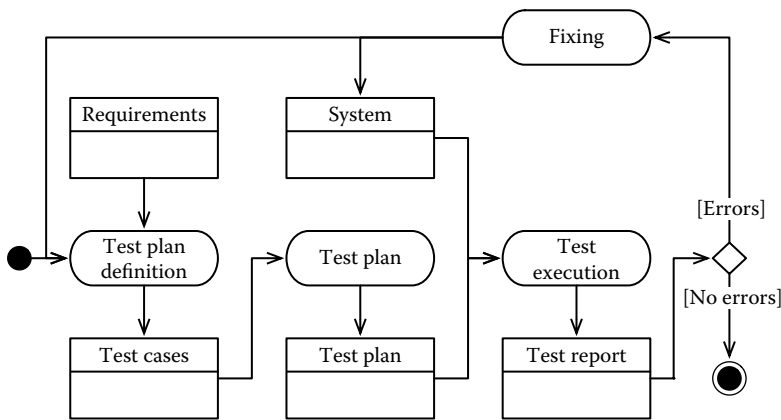 Fixing
Requirements
System
[Errors]
Test plan
definition
Test plan
Test
execution
[No errors]
Test cases
Test plan
Test report